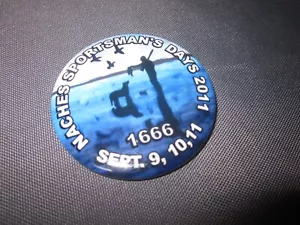 NACHES SPORTSMAN'S DAYS 2011
1666
SEPT. 9, 10, 11